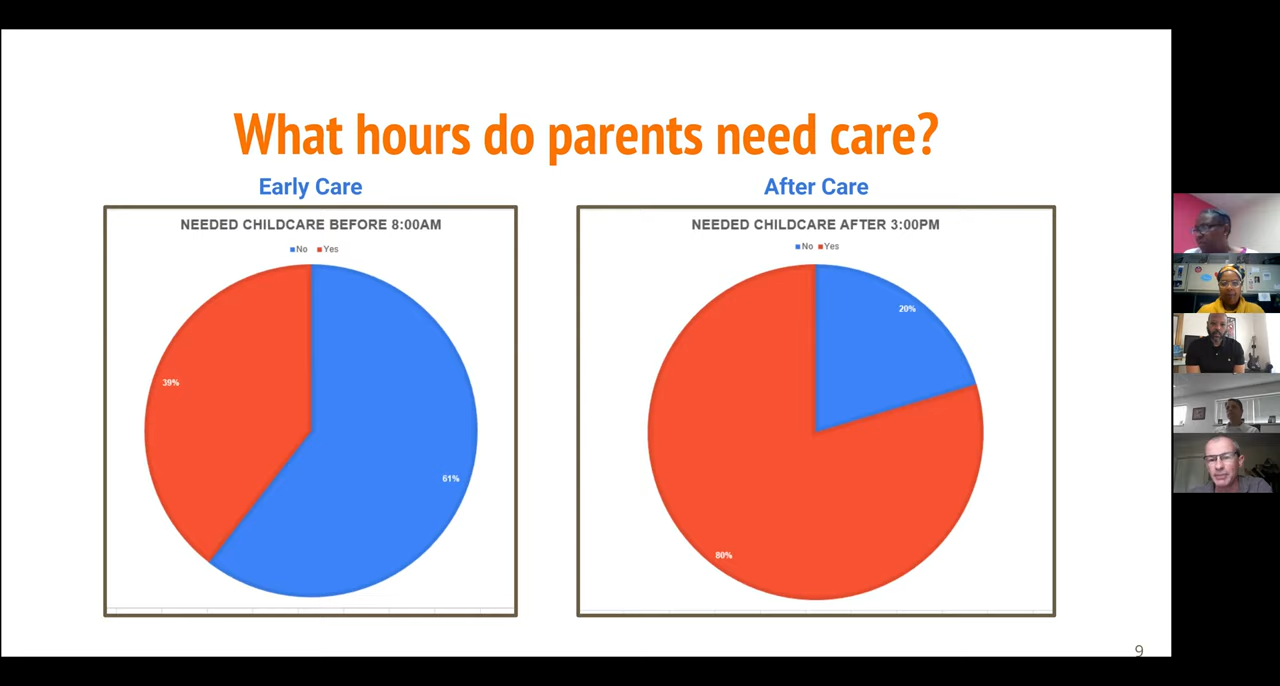 What hours do parents need care?
Early Care
NEEDED CHILDCARE BEFORE 8:00AM
No Yes
39%
61%
After Care
NEEDED CHILDCARE AFTER 3:00PM
No Yes
20%
80%
9